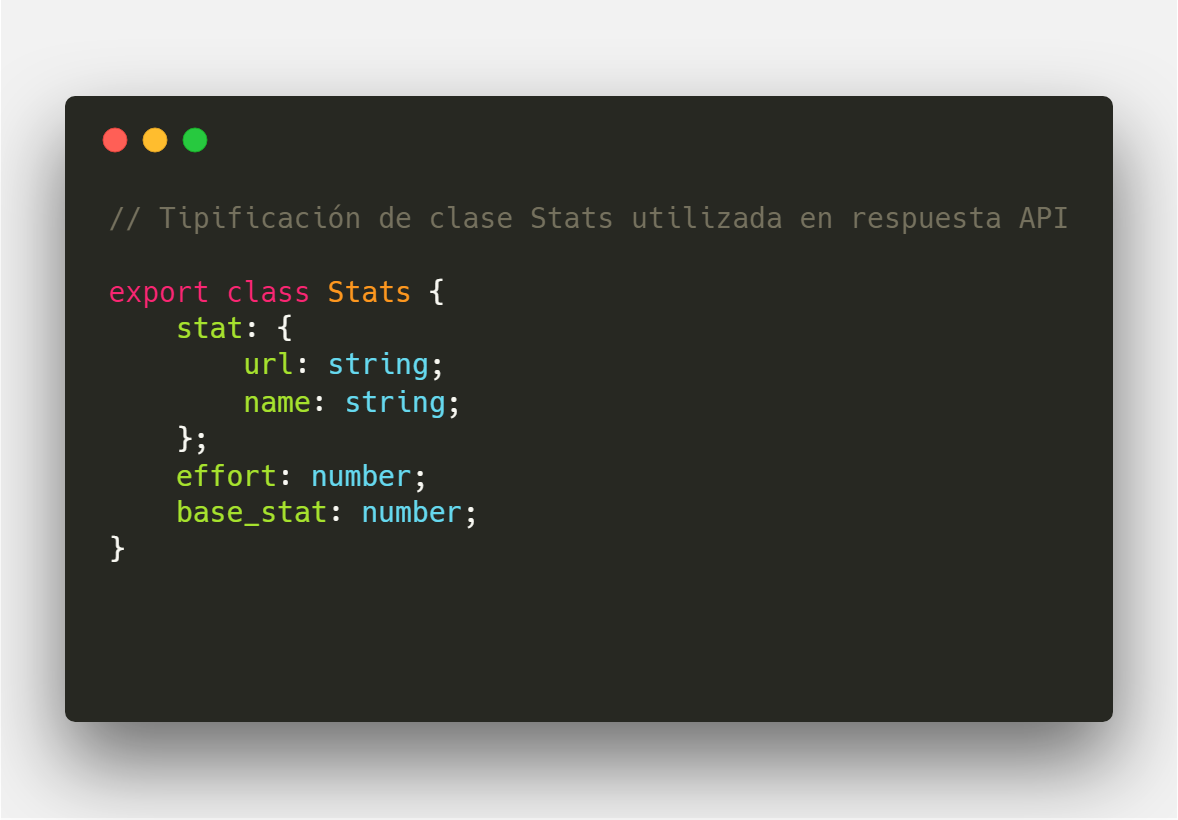 // Tipificación de clase Stats utilizada en respuesta API
export class Stats {
    stat: {
        url: string;
        name: string;
    };
    effort: number;
    base_stat: number;
}